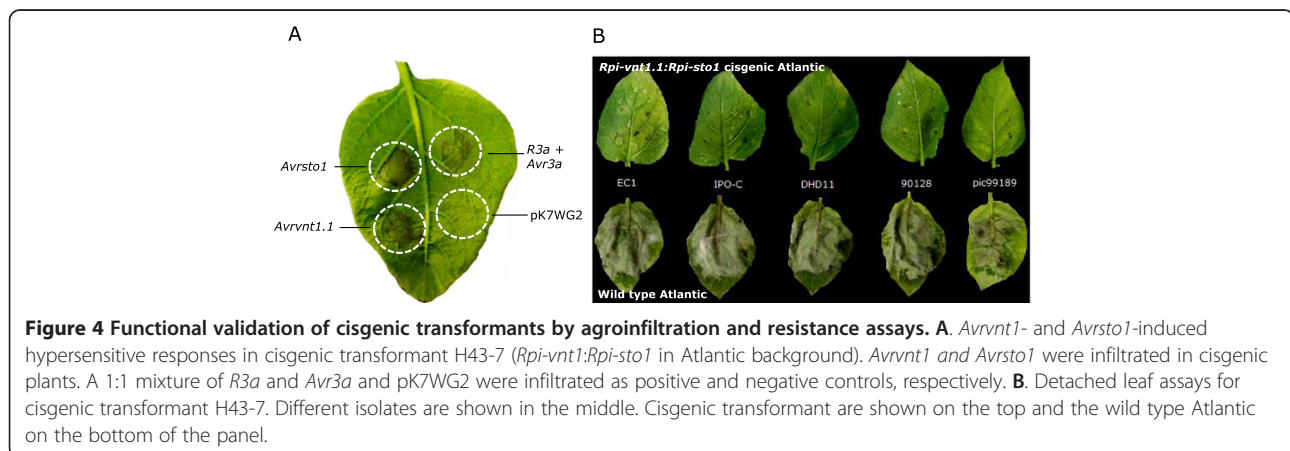 A
B
Avrsto1
Avrvnt1.1
R3a +
Avr3a
pK7WG2
Rpi-vnt1.1:Rpi-sto1 cisgenic Atlantic
EC1
IPO-C
DHD11
90128
pic99189
Wild type Atlantic
Figure 4 Functional validation of cisgenic transformants by agroinfiltration and resistance assays. A. Avrvnt1- and Avrsto1-induced
hypersensitive responses in cisgenic transformant H43-7 (Rpi-vnt1:Rpi-sto1 in Atlantic background). Avrvnt1 and Avrsto1 were infiltrated in cisgenic
plants. A 1:1 mixture of R3a and Avr3a and pK7WG2 were infiltrated as positive and negative controls, respectively. B. Detached leaf assays for
cisgenic transformant H43-7. Different isolates are shown in the middle. Cisgenic transformant are shown on the top and the wild type Atlantic
on the bottom of the panel.